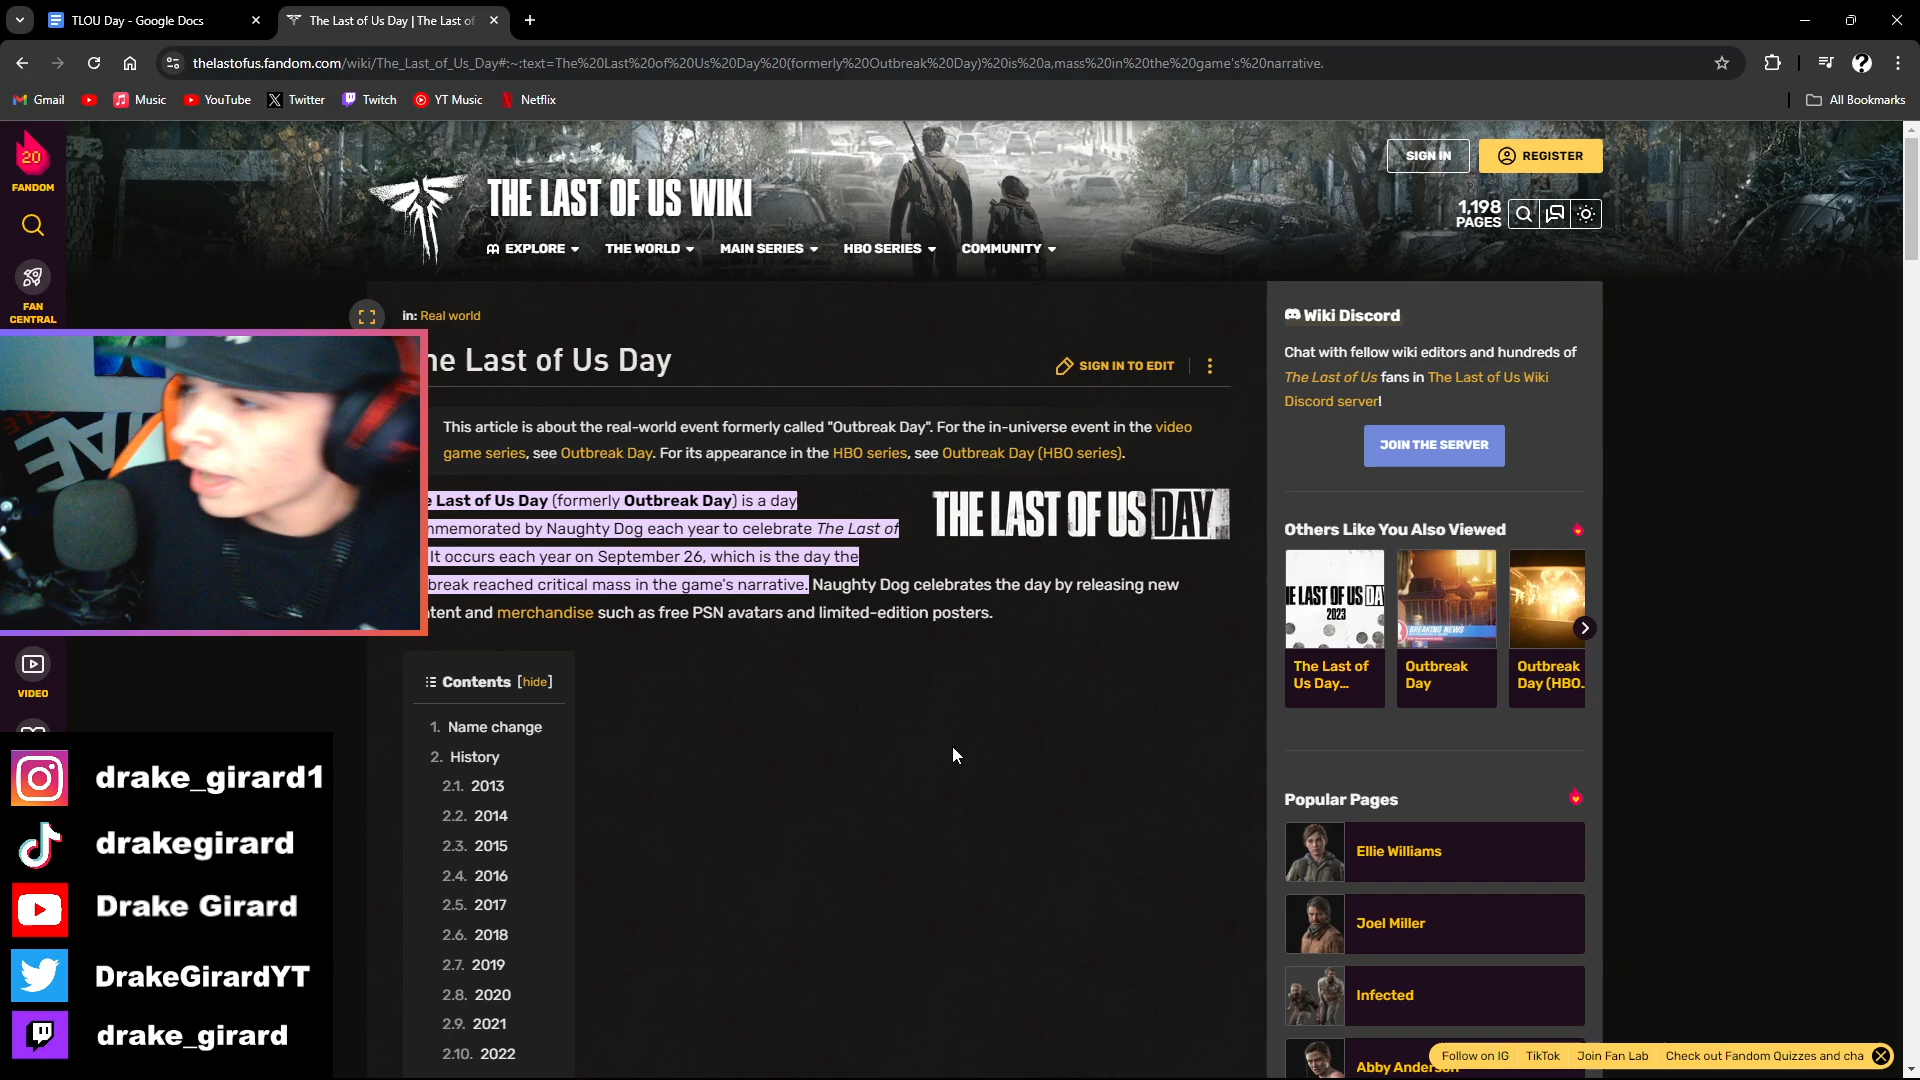 TLOU Day - Google Docs
The Last of Us Day | The Last of
thelastofus.fandom.com/wiki/The_Last_of_Us_Day#:~:text=The%20Last%20of%20Us%20Day%20(formerly%20Outbreak%20Day)%20is%20a,mass%20in%20the%20game's%20narrative.
Gmail
Music
YouTube
Twitter
Twitch
YT Music
Netflix
All Bookmarks
20
FANDOM
FAN
CENTRAL
VIDEO
THE LAST OF US WIKI
SIGN IN
REGISTER
1,198
PAGES
EXPLORE
THE WORLD
MAIN SERIES
HBO SERIES
COMMUNITY
in: Real world
he Last of Us Day
SIGN IN TO EDIT
This article is about the real-world event formerly called "Outbreak Day". For the in-universe event in the video
game series, see Outbreak Day. For its appearance in the HBO series, see Outbreak Day (HBO series).
e Last of Us Day (formerly Outbreak Day) is a day
mmemorated by Naughty Dog each year to celebrate The Last of
It occurs each year on September 26, which is the day the
break reached critical mass in the game's narrative. Naughty Dog celebrates the day by releasing new
tent and merchandise such as free PSN avatars and limited-edition posters.
THE LAST OF US DAY
Contents [hide]
1. Name change
2. History
2.1. 2013
2.2. 2014
2.3. 2015
2.4. 2016
2.5. 2017
2.6. 2018
2.7. 2019
2.8. 2020
2.9. 2021
2.10. 2022
Wiki Discord
Chat with fellow wiki editors and hundreds of
The Last of Us fans in The Last of Us Wiki
Discord server!
JOIN THE SERVER
Others Like You Also Viewed
HE LAST OF US DA
2023
BREAKING NEWS
The Last of
Us Day...
Outbreak
Day
Outbreak
Day (HBO.
Popular Pages
Ellie Williams
Joel Miller
Infected
Abby Anderson
Follow on IG
TikTok
Join Fan Lab
Check out Fandom Quizzes and cha
drake_girard1
drakegirard
Drake Girard
DrakeGirardYT
drake_girard